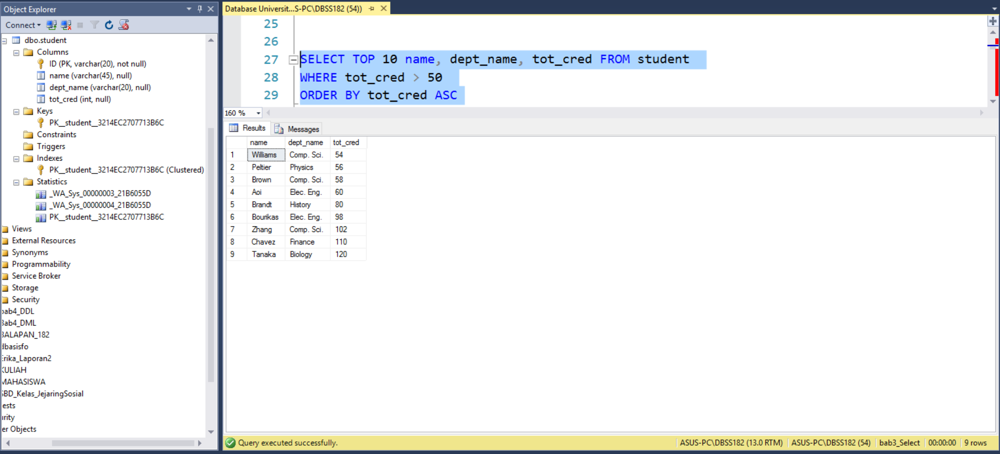 Object Explorer
Connect
dbo.student
Columns
ID (PK, varchar(20), not null)
name (varchar(45), null)
dept_name (varchar(20), null)
tot_cred (int, null)
Keys
PK__student__3214EC2707713B6C
Constraints
Triggers
Indexes
PK__student__3214EC2707713B6C (Clustered)
Statistics
_WA_Sys_00000003_21B6055D
_WA_Sys_00000004_21B6055D
PK__student__3214EC2707713B6C
Views
External Resources
Synonyms
Programmability
Service Broker
Storage
Security
bab4_DDL
Bab4_DML
BALAPAN_182
dbasisfo
Erika_Laporan2
KULIAH
MAHASISWA
SBD_Kelas_JejaringSosial
ests
urity
er Objects
Database Universit...S-PC\DBSS182 (54))
25
26
27 SELECT TOP 10 name, dept_name, tot_cred FROM student
28 WHERE tot_cred > 50
29 ORDER BY tot_cred ASC
160 %
Results Messages
name dept_name tot_cred
1 Williams Comp. Sci. 54
2 Peltier Physics 56
3 Brown Comp. Sci. 58
4 Aoi Elec. Eng. 60
5 Brandt History 80
6 Bourikas Elec. Eng. 98
7 Zhang Comp. Sci. 102
8 Chavez Finance 110
9 Tanaka Biology 120
Query executed successfully. ASUS-PC\DBSS182 (13.0 RTM) ASUS-PC\DBSS182 (54) bab3_Select 00:00:00 9 rows